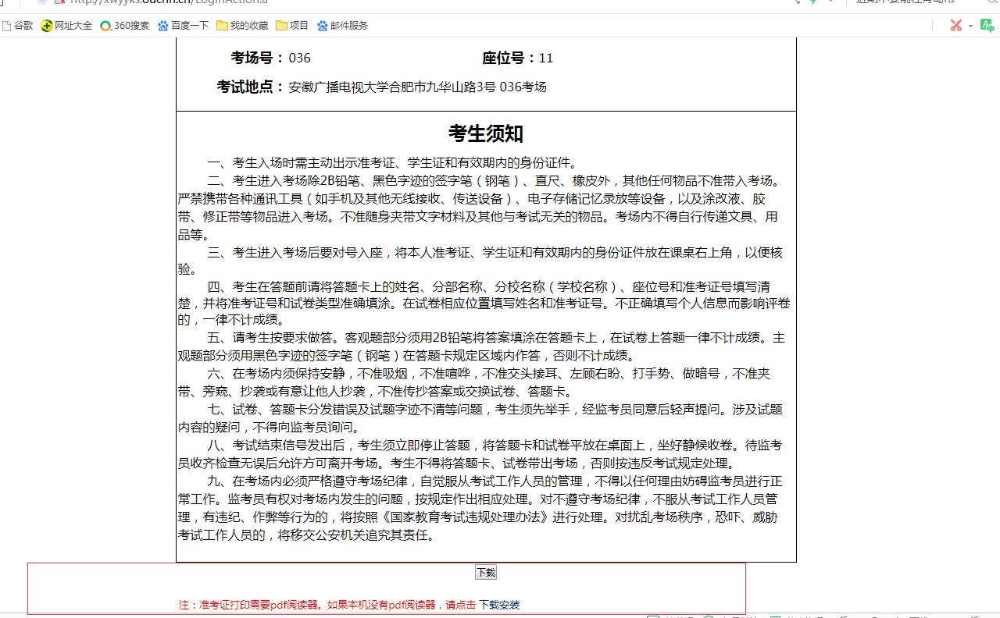 谷歌 网址大全 360搜索 百度一下 我的收藏 项目 邮件服务
考场号：036 座位号：11
考试地点：安徽广播电视大学合肥市九华山路3号 036考场
考生须知
一、考生入场时需主动出示准考证、学生证和有效期内的身份证件。
二、考生进入考场除2B铅笔、黑色字迹的签字笔（钢笔）、直尺、橡皮外，其他任何物品不准带入考场。
严禁携带各种通讯工具（如手机及其他无线接收、传送设备）、电子存储记忆录放等设备，以及涂改液、胶
带、修正带等物品进入考场。不准随身夹带文字材料及其他与考试无关的物品。考场内不得自行传递文具、用
品等。
三、考生进入考场后要对号入座，将本人准考证、学生证和有效期内的身份证件放在课桌右上角，以便核
验。
四、考生在答题前请将答题卡上的姓名、分部名称、分校名称（学校名称）、座位号和准考证号填写清
楚，并将准考证号和试卷类型准确填涂。在试卷相应位置填写姓名和准考证号。不正确填写个人信息而影响评卷
的，一律不计成绩。
五、请考生按要求做答。客观题部分须用2B铅笔将答案填涂在答题卡上，在试卷上答题一律不计成绩。主
观题部分须用黑色字迹的签字笔（钢笔）在答题卡规定区域内作答，否则不计成绩。
六、在考场内须保持安静，不准吸烟，不准喧哗，不准交头接耳、左顾右盼、打手势、做暗号，不准夹
带、旁窥、抄袭或有意让他人抄袭，不准传抄答案或交换试卷、答题卡。
七、试卷、答题卡分发错误及试题字迹不清等问题，考生须先举手，经监考员同意后轻声提问。涉及试题
内容的疑问，不得向监考员询问。
八、考试结束信号发出后，考生须立即停止答题，将答题卡和试卷平放在桌面上，坐好静候收卷。待监考
员收齐检查无误后允许方可离开考场。考生不得将答题卡、试卷带出考场，否则按违反考试规定处理。
九、在考场内必须严格遵守考场纪律，自觉服从考试工作人员的管理，不得以任何理由妨碍监考员进行正
常工作。监考员有权对考场内发生的问题，按规定作出相应处理。对不遵守考场纪律，不服从考试工作人员管
理，有违纪、作弊等行为的，将按照《国家教育考试违规处理办法》进行处理。对扰乱考场秩序，恐吓、威胁
考试工作人员的，将移交公安机关追究其责任。
下载
注：准考证打印需要pdf阅读器。如果本机没有pdf阅读器，请点击 下载安装